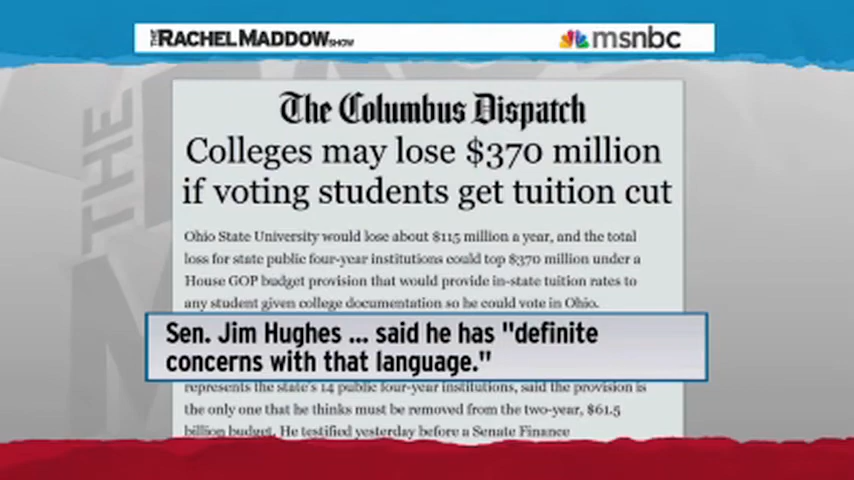 THE RACHEL MADDOW SHOW
msnbc
THE
The Columbus Dispatch
Colleges may lose $370 million
if voting students get tuition cut
Ohio State University would lose about $115 million a year, and the total
loss for state public four-year institutions could top $370 million under a
House GOP budget provision that would provide in-state tuition rates to
any student given college documentation so he could vote in Ohio.
Sen. Jim Hughes ... said he has "definite
concerns with that language."
represents the state's 14 public four-year institutions, said the provision is
the only one that he thinks must be removed from the two-year, $61.5
billion budget. He testified yesterday before a Senate Finance